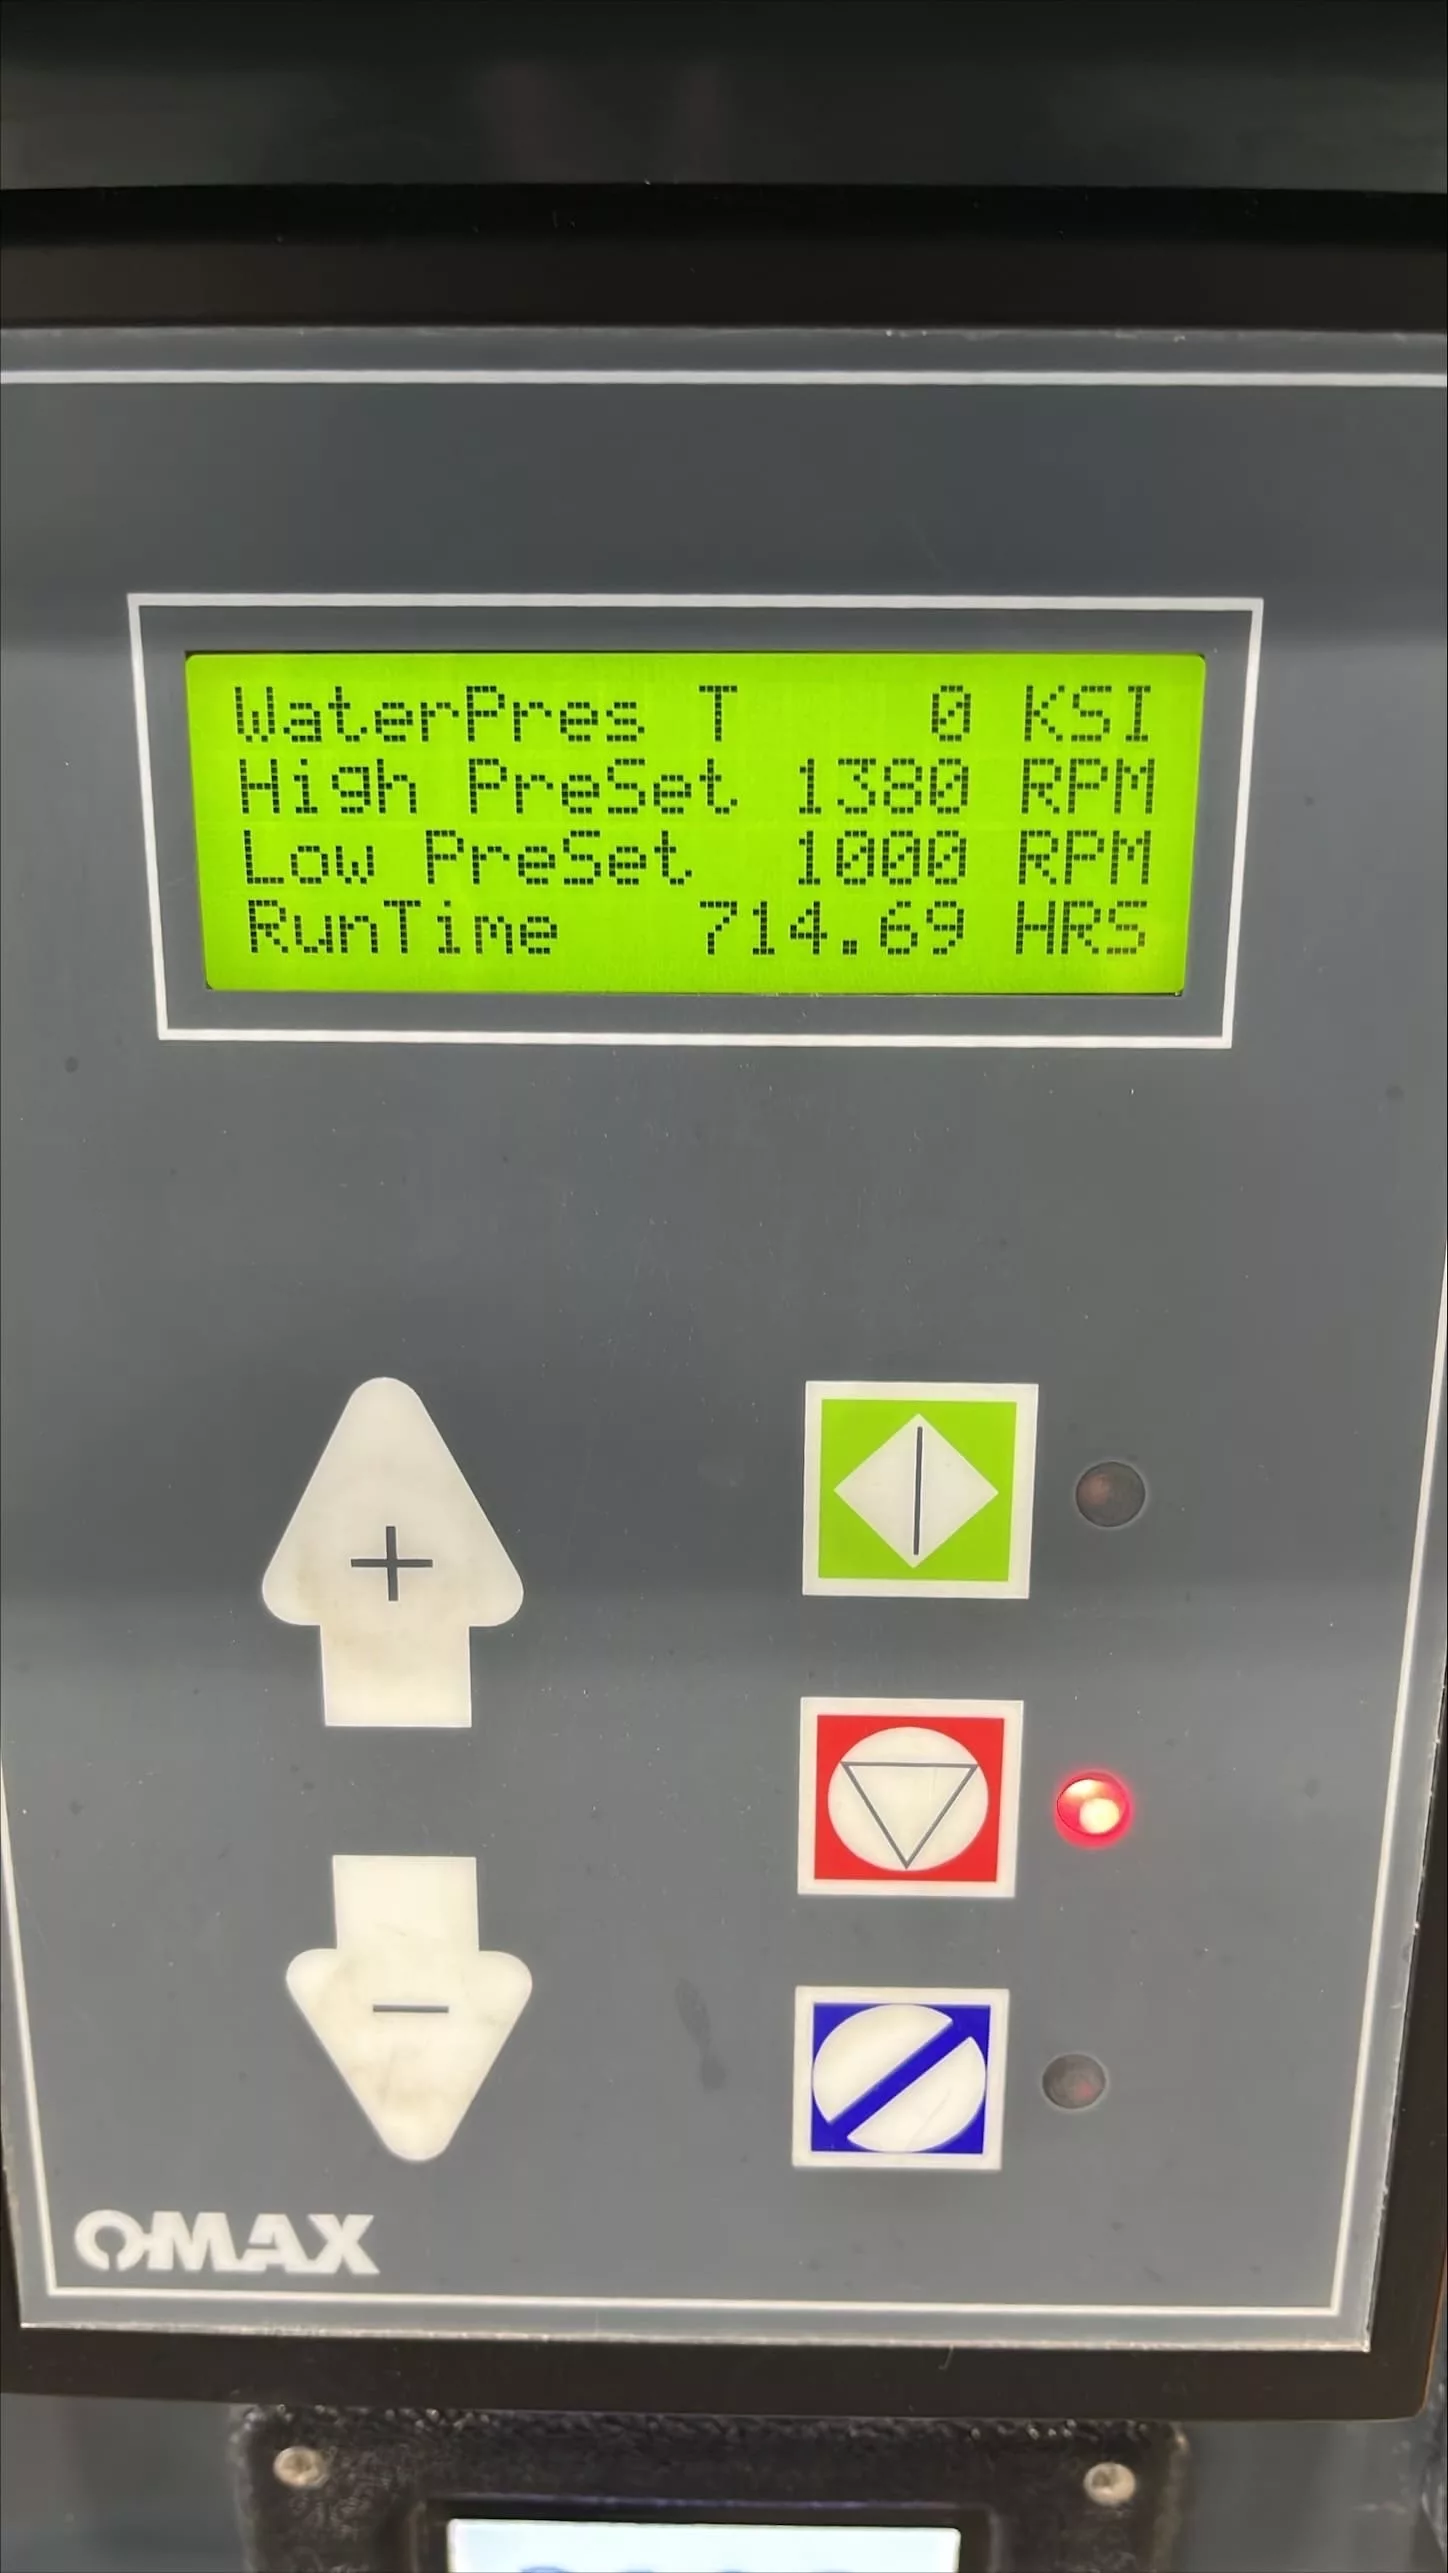 WaterPres T 0 KSI
High PreSet 1380 RPM
Low PreSet 1000 RPM
RunTime 714.69 HRS
+
−
OMAX